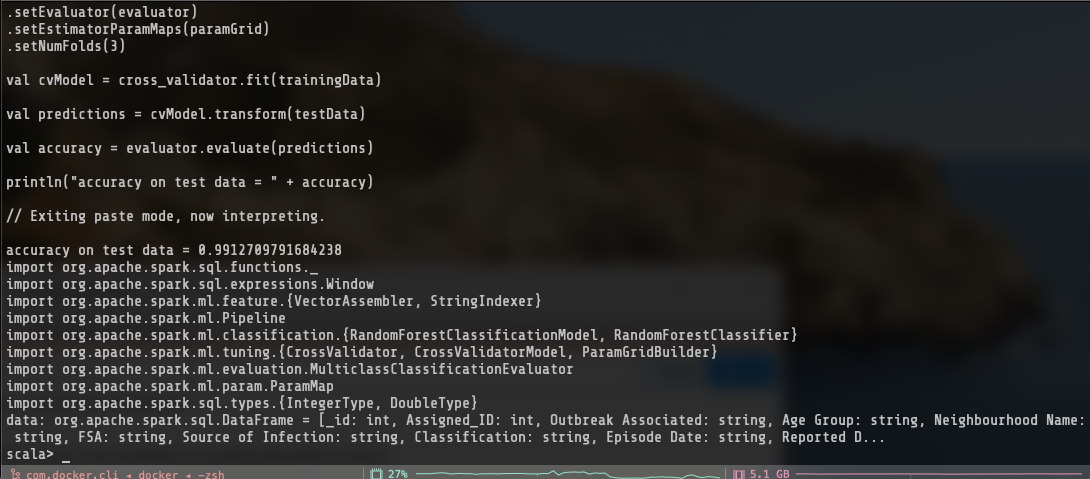 .setEvaluator(evaluator)
.setEstimatorParamMaps(paramGrid)
.setNumFolds(3)
val cvModel = cross_validator.fit(trainingData)
val predictions = cvModel.transform(testData)
val accuracy = evaluator.evaluate(predictions)
println("accuracy on test data = " + accuracy)
// Exiting paste mode, now interpreting.
accuracy on test data = 0.9912709791684238
import org.apache.spark.sql.functions._
import org.apache.spark.sql.expressions.Window
import org.apache.spark.ml.feature.{VectorAssembler, StringIndexer}
import org.apache.spark.ml.Pipeline
import org.apache.spark.ml.classification.{RandomForestClassificationModel, RandomForestClassifier}
import org.apache.spark.ml.tuning.{CrossValidator, CrossValidatorModel, ParamGridBuilder}
import org.apache.spark.ml.evaluation.MulticlassClassificationEvaluator
import org.apache.spark.ml.param.ParamMap
import org.apache.spark.sql.types.{IntegerType, DoubleType}
data: org.apache.spark.sql.DataFrame = [_id: int, Assigned_ID: int, Outbreak Associated: string, Age Group: string, Neighbourhood Name:
string, FSA: string, Source of Infection: string, Classification: string, Episode Date: string, Reported D...
scala> _
com.docker.cli ◂ docker ◂ -zsh 27% 5.1 GB